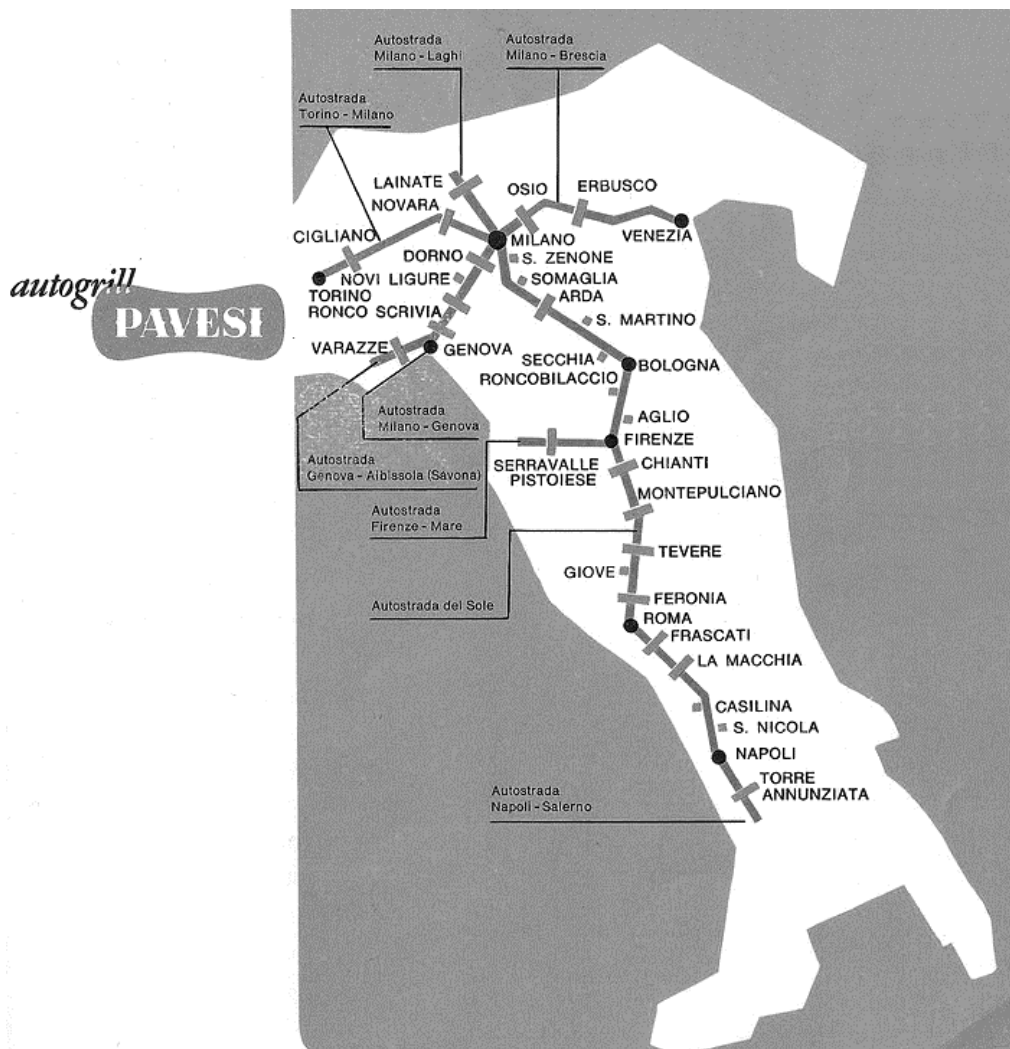 Autostrada
Milano - Laghi
Autostrada
Milano - Brescia
Autostrada
Torino - Milano
LAINATE
NOVARA
OSIO
ERBUSCO
CIGLIANO
MILANO
VENEZIA
DORNO
S. ZENONE
NOVI LIGURE
SOMAGLIA
TORINO
ARDA
RONCO SCRIVIA
autogrill
PAVESI
S. MARTINO
VARAZZE
GENOVA
SECCHIA
BOLOGNA
RONCOBILACCIO
Autostrada
Milano - Genova
AGLIO
FIRENZE
Autostrada
Genova - Albissola (Savona)
SERRAVALLE
PISTOIESE
CHIANTI
MONTEPULCIANO
Autostrada
Firenze - Mare
TEVERE
GIOVE
Autostrada del Sole
FERONIA
ROMA
FRASCATI
LA MACCHIA
CASILINA
S. NICOLA
NAPOLI
TORRE
ANNUNZIATA
Autostrada
Napoli - Salerno